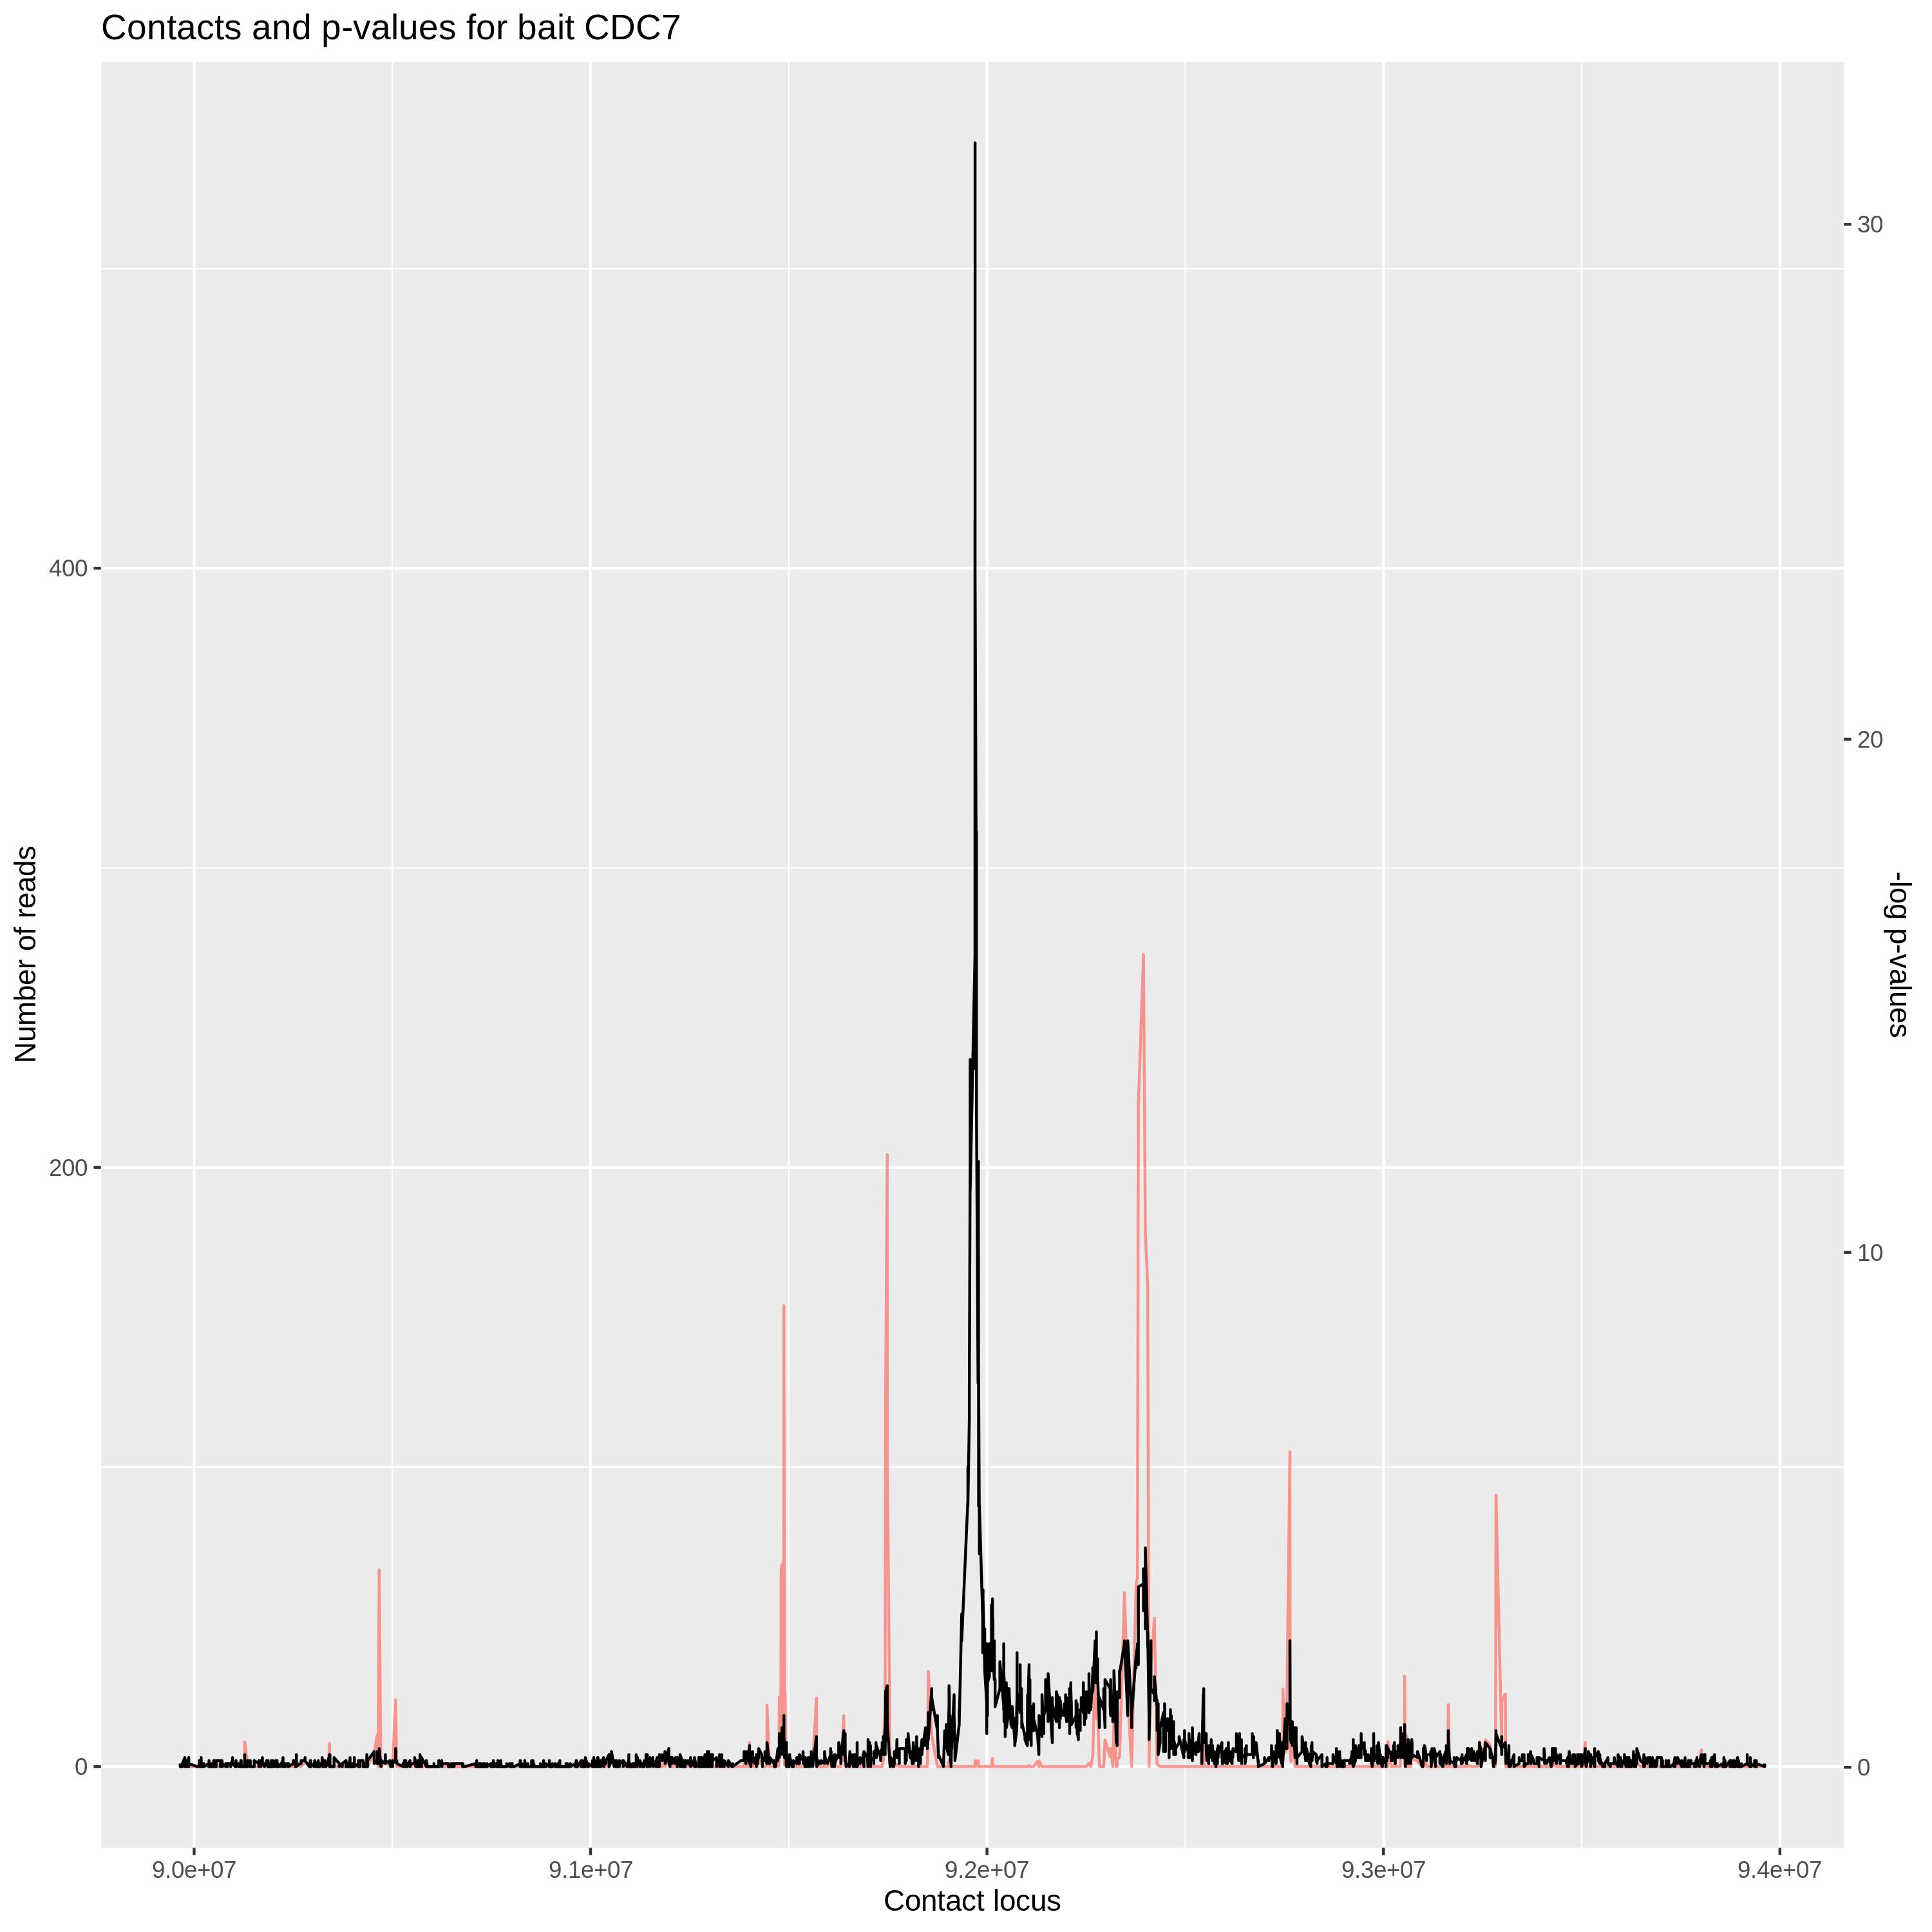 Contacts and p-values for bait CDC7
30
400
20
Number of reads
-log p-values
200
10
0
0
9.0e+07
9.1e+07
9.2e+07
9.3e+07
9.4e+07
Contact locus